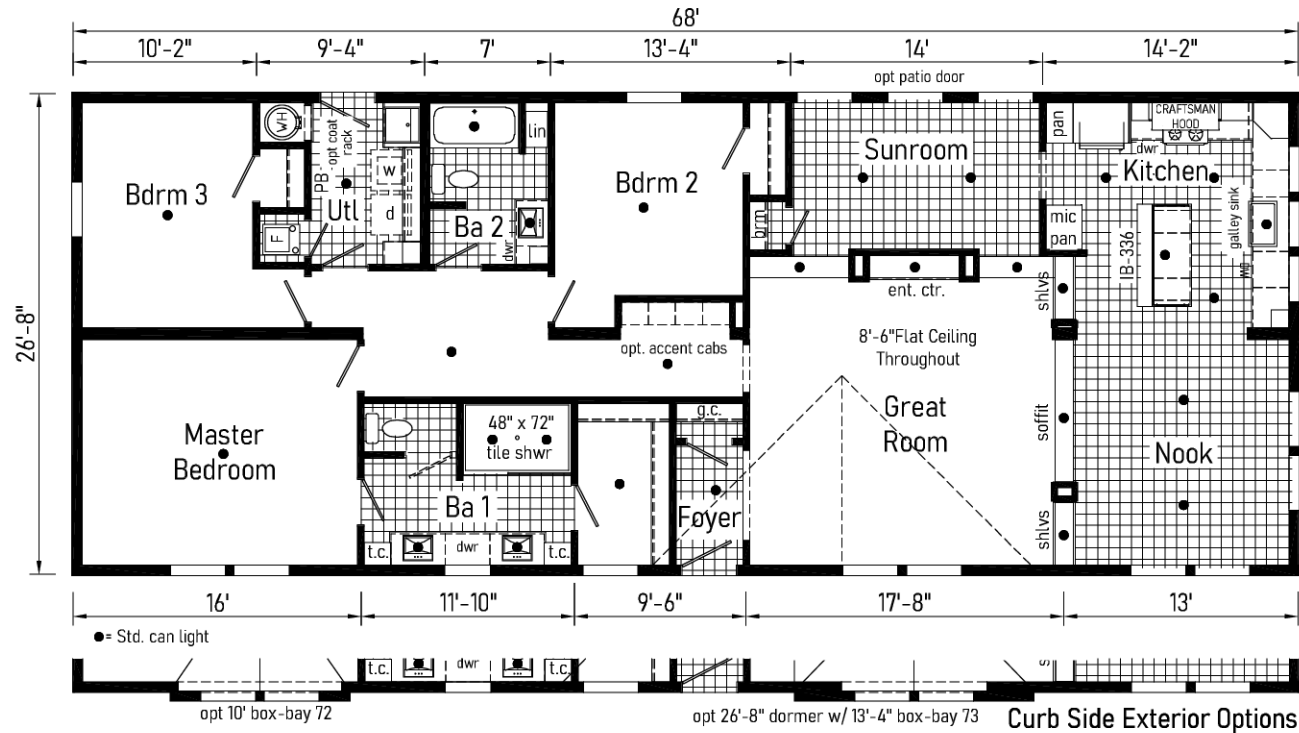 68'
10'-2"
9'-4"
7'
13'-4"
14'
14'-2"
opt patio door
26'-8"
WH
PB-opt coat
rack
lin
pan
CRAFTSMAN
HOOD
dwr
Bdrm 3
Utl
w
d
F
Ba 2
dwr
Bdrm 2
brm
Sunroom
Kitchen
mic
pan
IB-336
galley sink
DW
ent. ctr.
shlvs
opt. accent cabs
8'-6"Flat Ceiling
Throughout
Master
Bedroom
48" x 72"
tile shwr
g.c.
Great
Room
soffit
Nook
Ba 1
Foyer
t.c.
dwr
t.c.
shlvs
16'
11'-10"
9'-6"
17'-8"
13'
●= Std. can light
t.c.
dwr
t.c.
opt 10' box-bay 72
opt 26'-8" dormer w/ 13'-4" box-bay 73
Curb Side Exterior Options